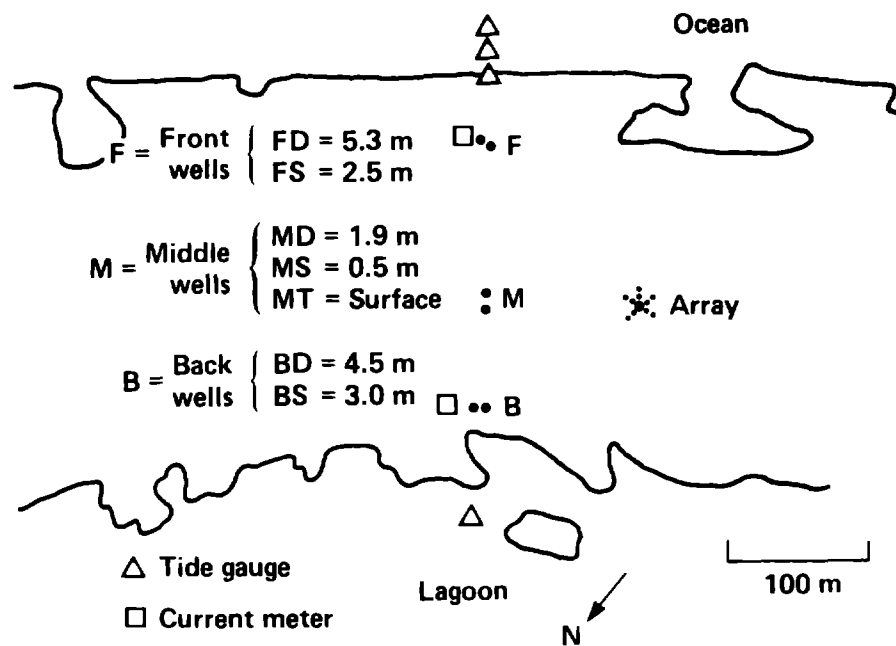 Ocean
F = Front wells { FD = 5.3 m
FS = 2.5 m
F
M = Middle wells { MD = 1.9 m
MS = 0.5 m
MT = Surface
M
Array
B = Back wells { BD = 4.5 m
BS = 3.0 m
B
Tide gauge
Current meter
Lagoon
N
100 m